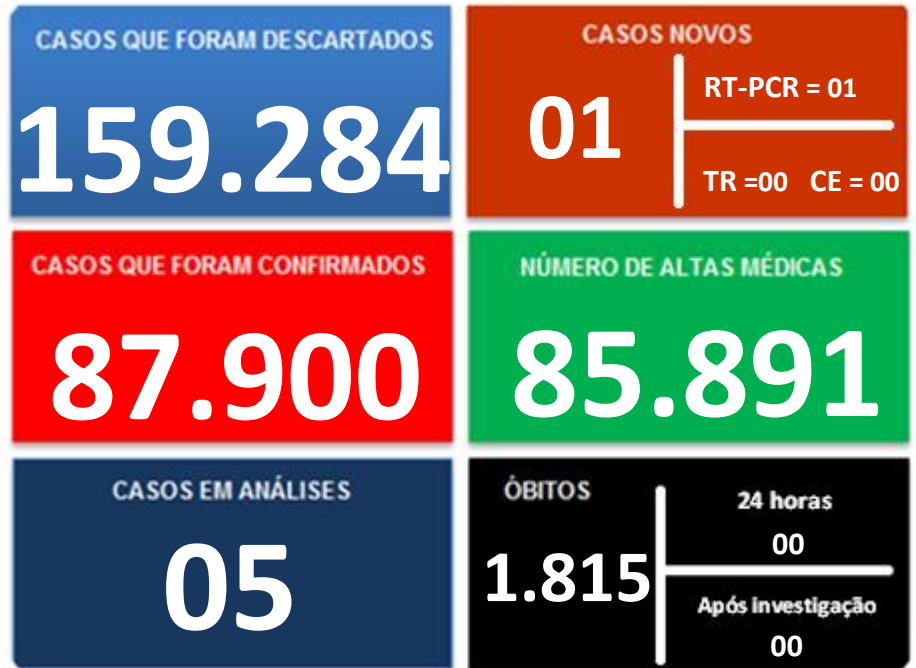 CASOS QUE FORAM DESCARTADOS
159.284
CASOS NOVOS
01
RT-PCR = 01
TR =00 CE = 00
CASOS QUE FORAM CONFIRMADOS
87.900
NÚMERO DE ALTAS MÉDICAS
85.891
CASOS EM ANÁLISES
05
ÓBITOS
1.815
24 horas
00
Após investigação
00